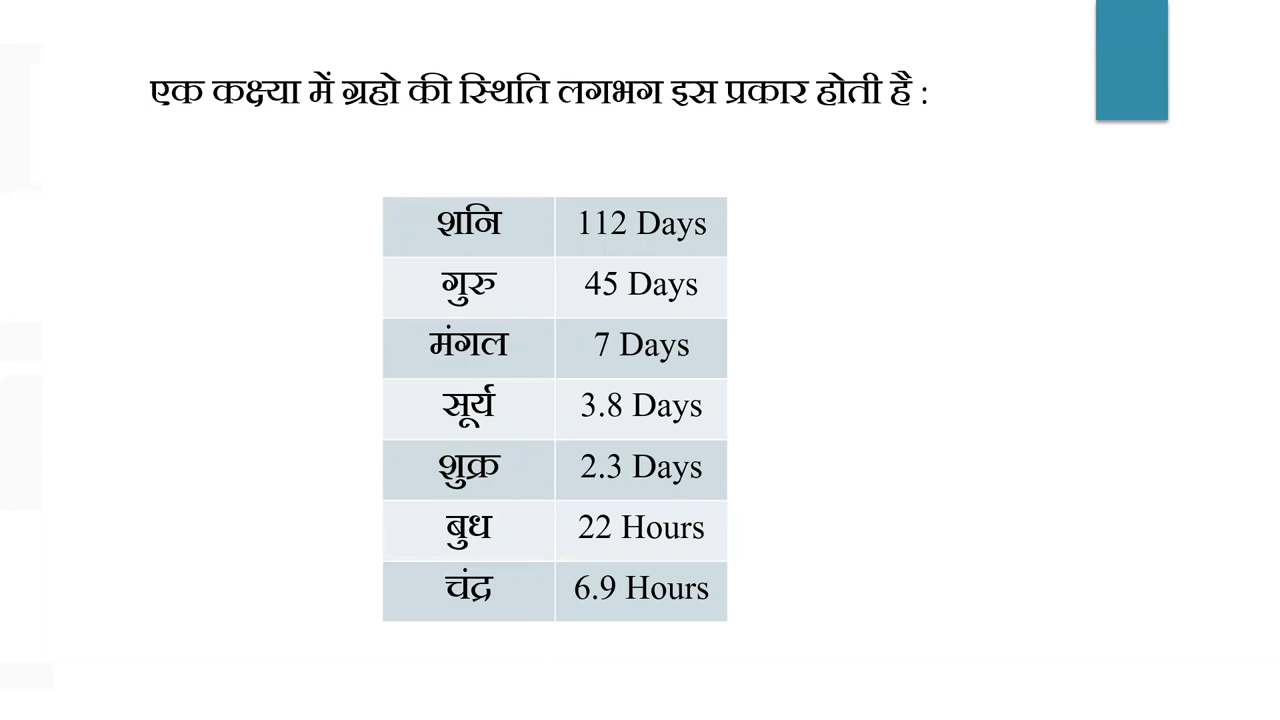 एक कक्ष्या में ग्रहो की स्थिति लगभग इस प्रकार होती है :
शनि 112 Days
गुरु 45 Days
मंगल 7 Days
सूर्य 3.8 Days
शुक्र 2.3 Days
बुध 22 Hours
चंद्र 6.9 Hours